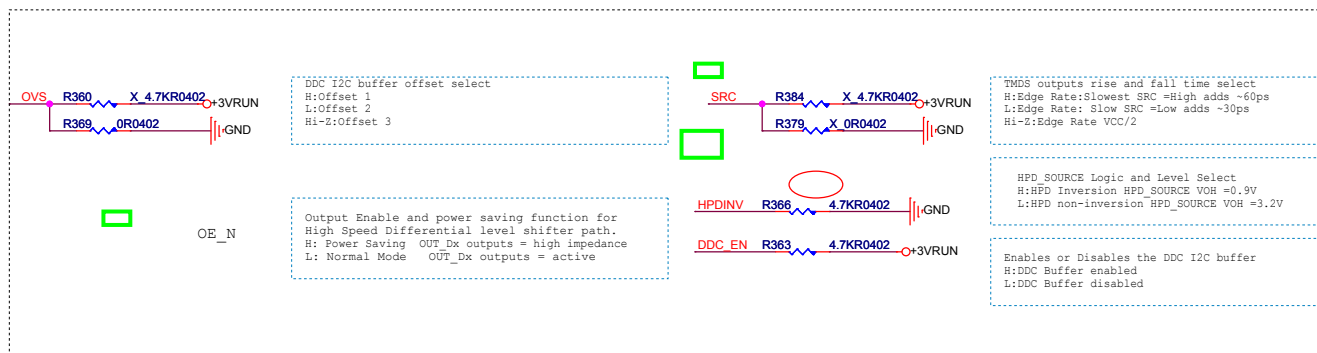 OVS R360 X_4.7KR0402 +3VRUN
R369 0R0402 GND
DDC I2C buffer offset select
H:Offset 1
L:Offset 2
Hi-Z:Offset 3
SRC R384 X_4.7KR0402 +3VRUN
R379 X_0R0402 GND
TMDS outputs rise and fall time select
H:Edge Rate:Slowest SRC =High adds ~60ps
L:Edge Rate: Slow SRC =Low adds ~30ps
Hi-Z:Edge Rate VCC/2
OE_N
Output Enable and power saving function for
High Speed Differential level shifter path.
H: Power Saving OUT_Dx outputs = high impedance
L: Normal Mode OUT_Dx outputs = active
HPDINV R366 4.7KR0402 GND
DDC_EN R363 4.7KR0402 +3VRUN
HPD_SOURCE Logic and Level Select
H:HPD Inversion HPD_SOURCE VOH =0.9V
L:HPD non-inversion HPD_SOURCE VOH =3.2V
Enables or Disables the DDC I2C buffer
H:DDC Buffer enabled
L:DDC Buffer disabled